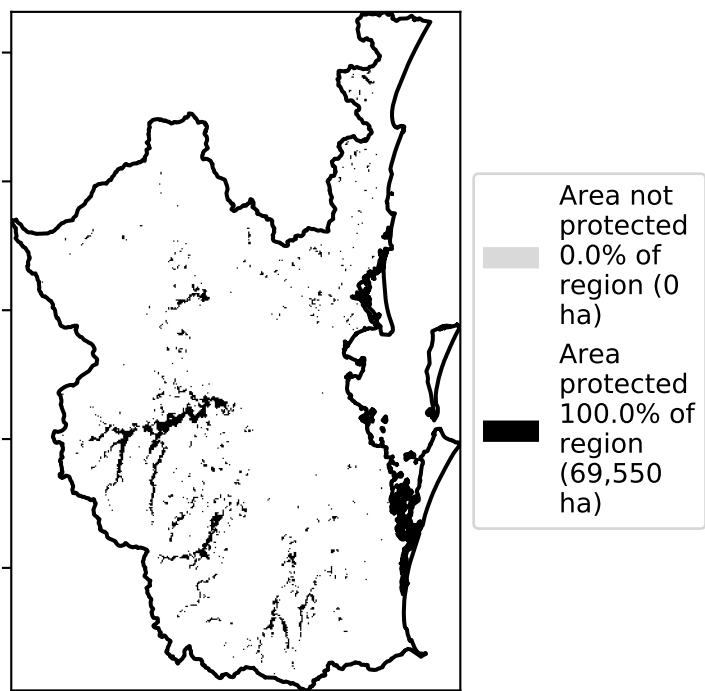 Area not
protected
0.0% of
region (0
ha)
Area
protected
100.0% of
region
(69,550
ha)